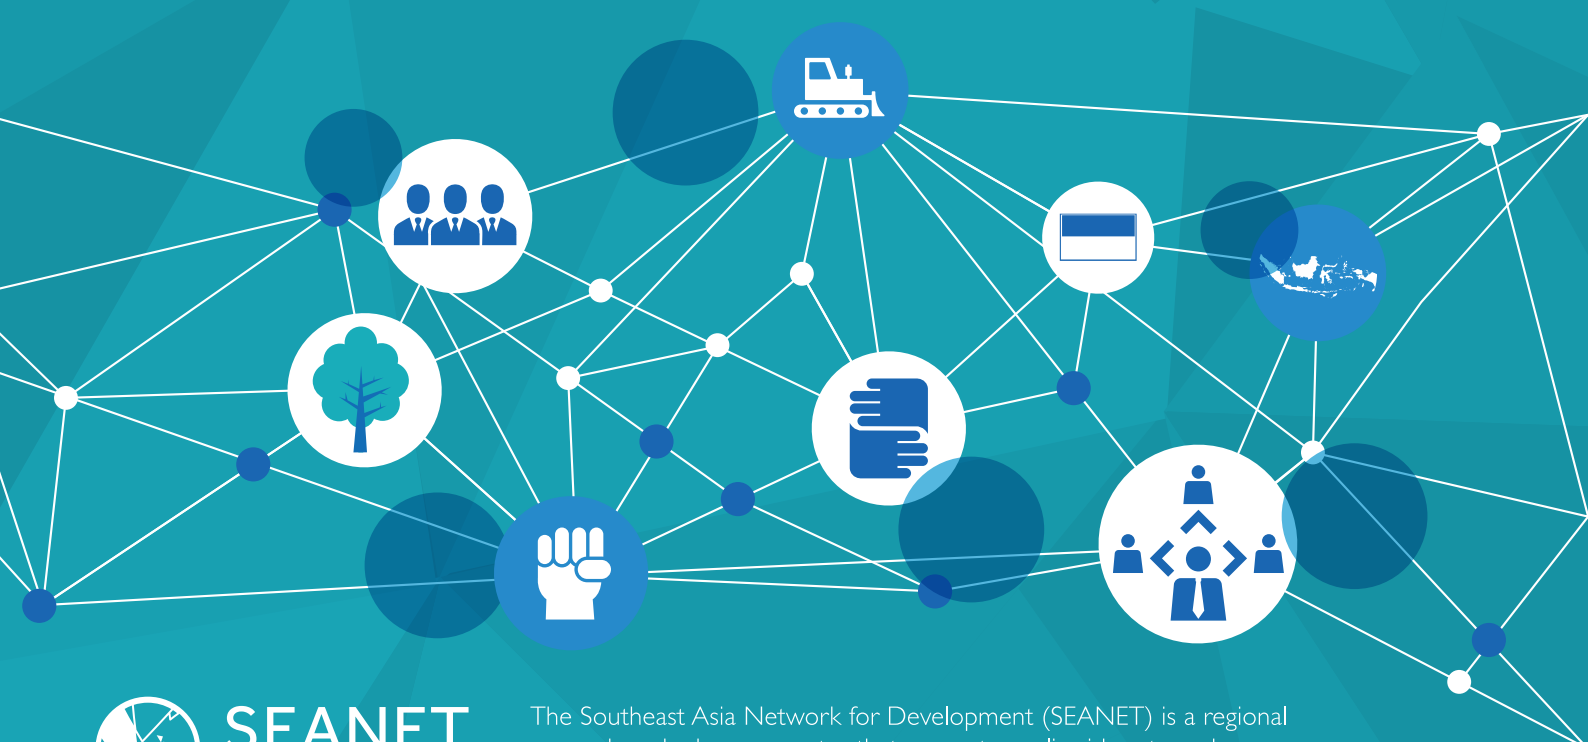 SEANET
The Southeast Asia Network for Development (SEANET) is a regional